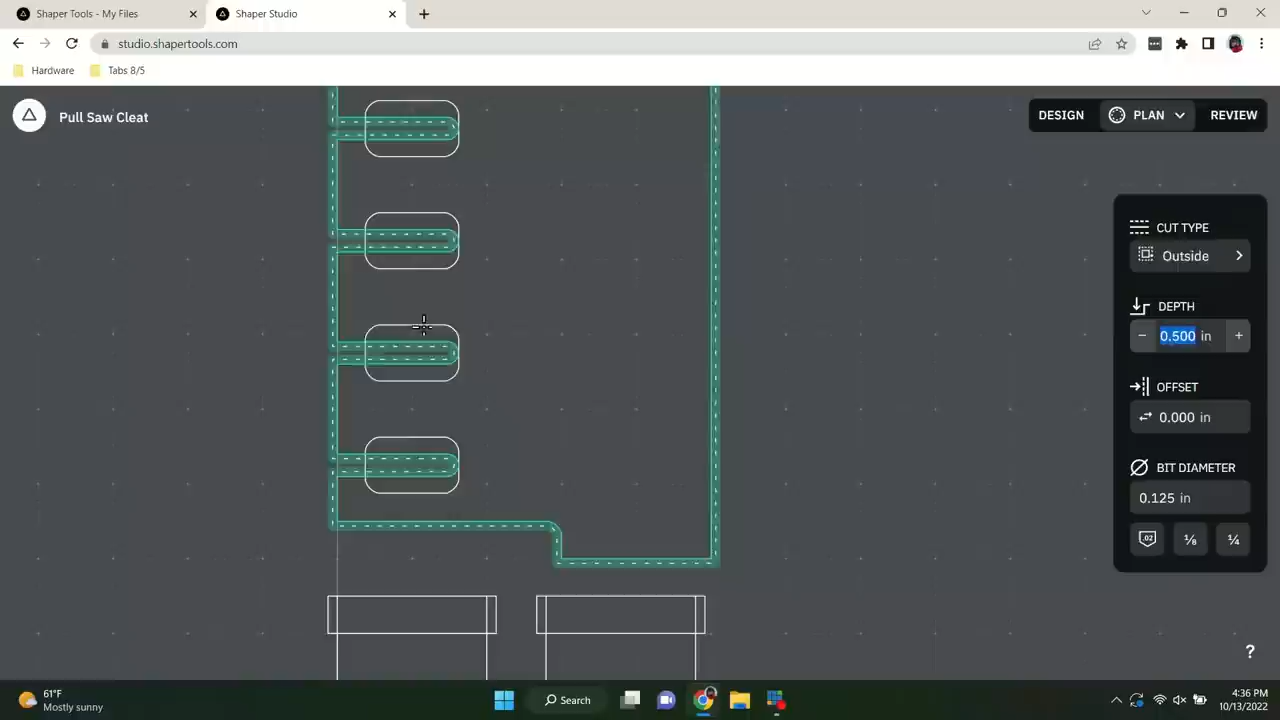 Shaper Tools - My Files
Shaper Studio
studio.shapertools.com
Hardware
Tabs 8/5
Pull Saw Cleat
DESIGN
PLAN
REVIEW
CUT TYPE
Outside
DEPTH
− 0.500 in +
OFFSET
0.000 in
BIT DIAMETER
0.125 in
.02
⅛
¼
?
61°F
Mostly sunny
Search
4:36 PM
10/13/2022